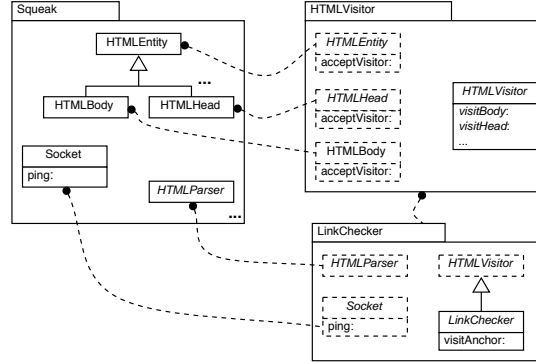 Squeak
HTMLEntity
...
HTMLBody
HTMLHead
Socket
ping:
HTMLParser
...
HTMLVisitor
HTMLEntity
acceptVisitor:
HTMLHead
acceptVisitor:
HTMLBody
acceptVisitor:
HTMLVisitor
visitBody:
visitHead:
...
LinkChecker
HTMLParser
HTMLVisitor
Socket
ping:
LinkChecker
visitAnchor: